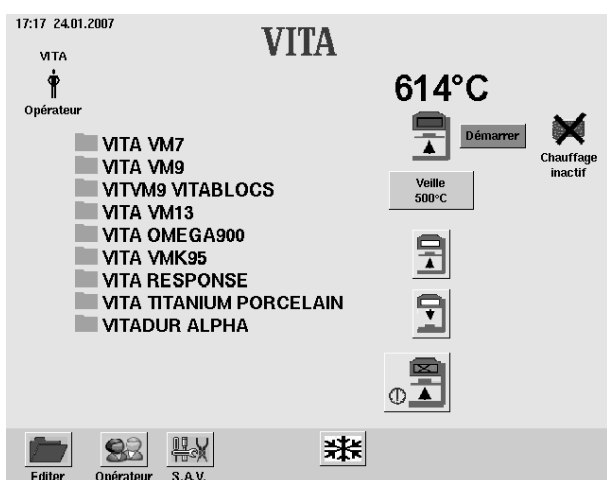 17:17 24.01.2007
VITA
VITA
Opérateur
614°C
Démarrer
Chauffage
inactif
Veille
500°C
VITA VM7
VITA VM9
VITVM9 VITABLOCS
VITA VM13
VITA OMEGA900
VITA VMK95
VITA RESPONSE
VITA TITANIUM PORCELAIN
VITADUR ALPHA
Editer
Opérateur
S.A.V.